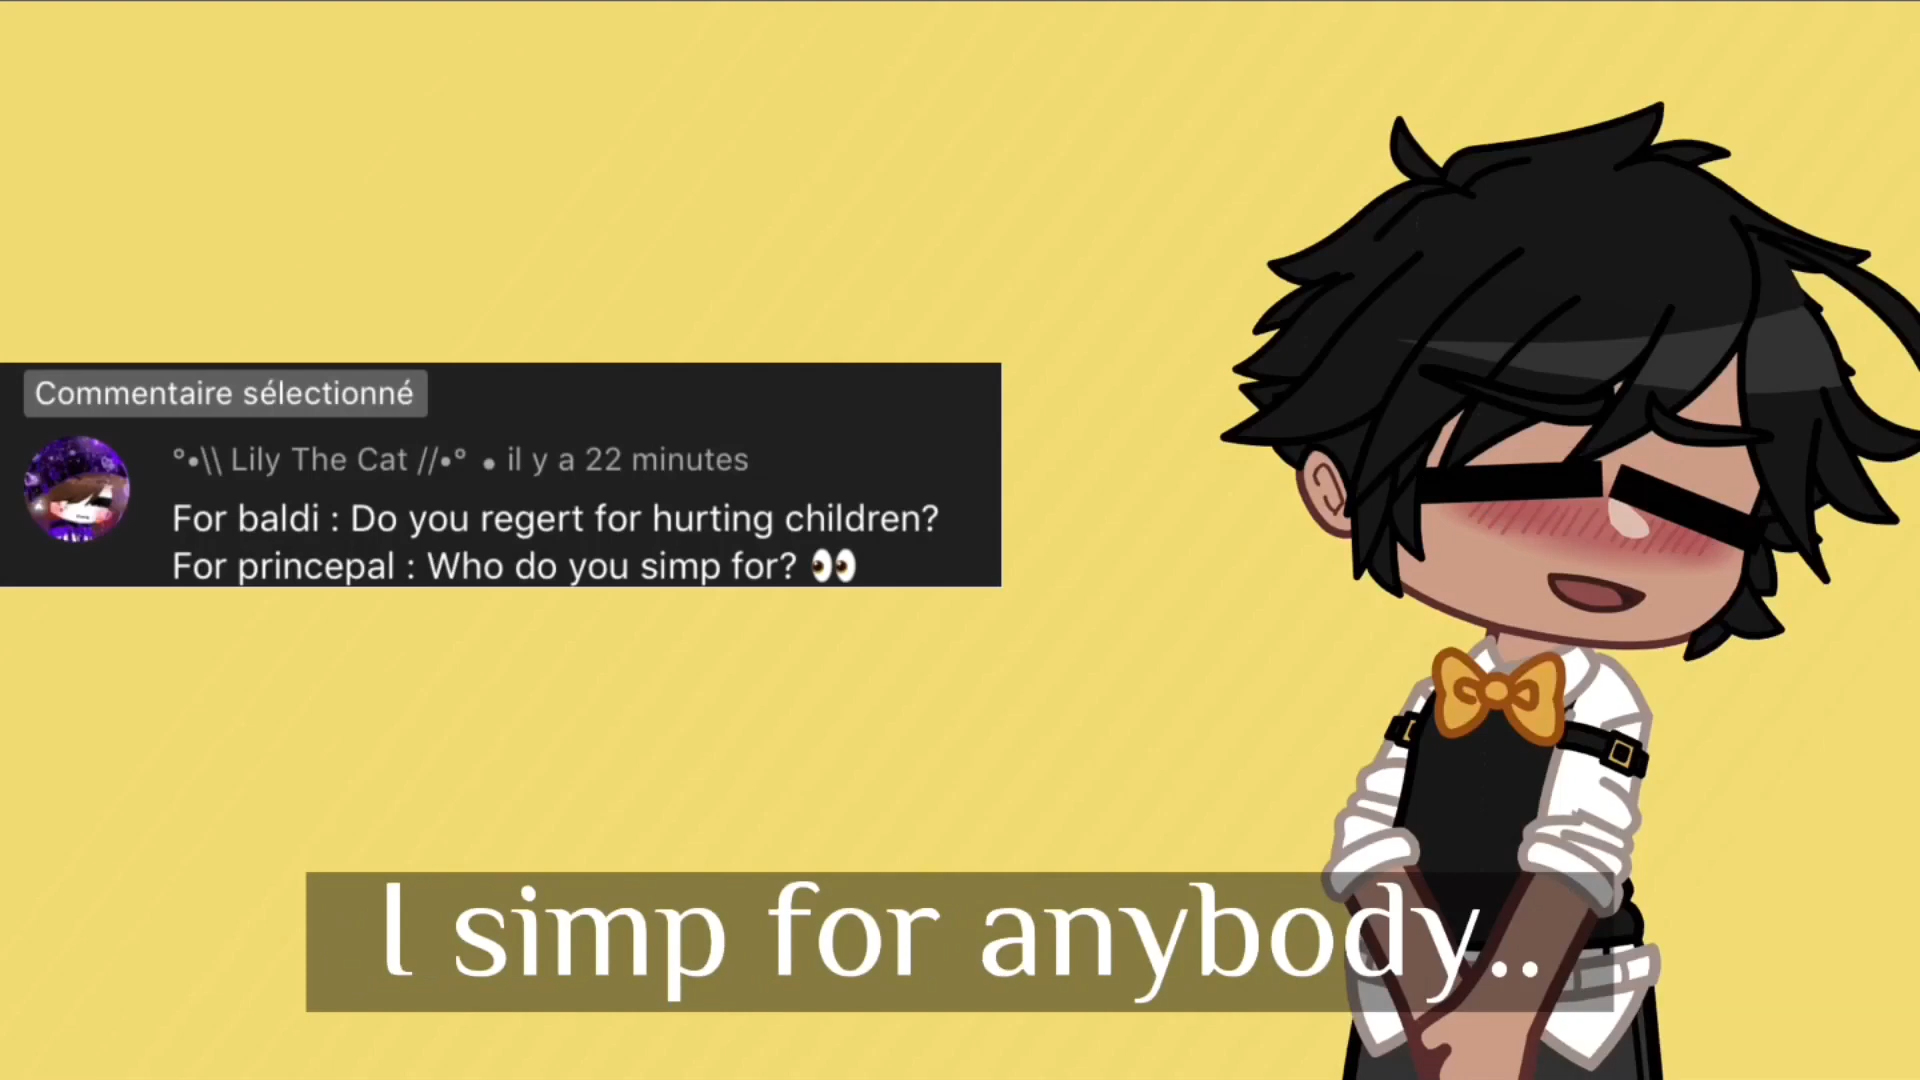 Commentaire sélectionné
°•\\ Lily The Cat //•° • il y a 22 minutes
For baldi : Do you regert for hurting children?
For princepal : Who do you simp for? 👀
I simp for anybody..